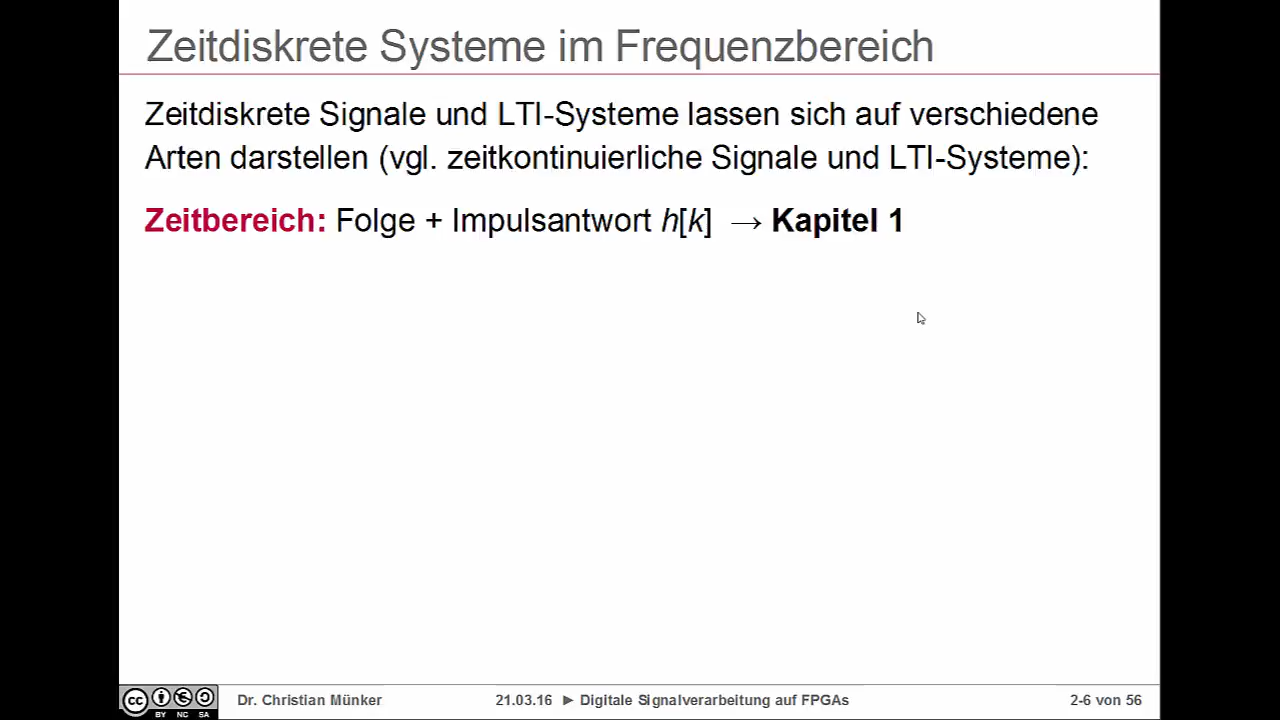 Zeitdiskrete Systeme im Frequenzbereich
Zeitdiskrete Signale und LTI-Systeme lassen sich auf verschiedene
Arten darstellen (vgl. zeitkontinuierliche Signale und LTI-Systeme):
Zeitbereich: Folge + Impulsantwort h[k] → Kapitel 1
cc BY NC SA Dr. Christian Münker 21.03.16 ► Digitale Signalverarbeitung auf FPGAs 2-6 von 56